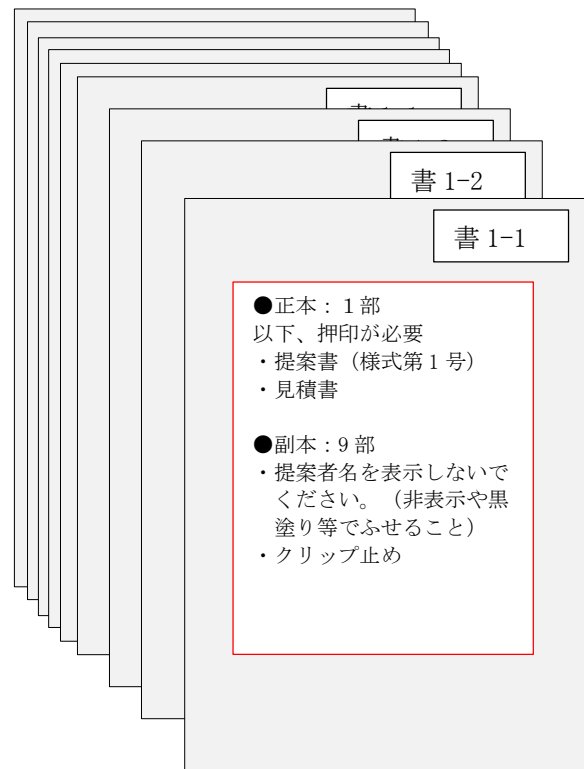 書 1-2
書 1-1
●正本：1部
以下、押印が必要
・提案書（様式第1号）
・見積書
●副本：9部
・提案者名を表示しないで
ください。（非表示や黒
塗り等でふせること）
・クリップ止め